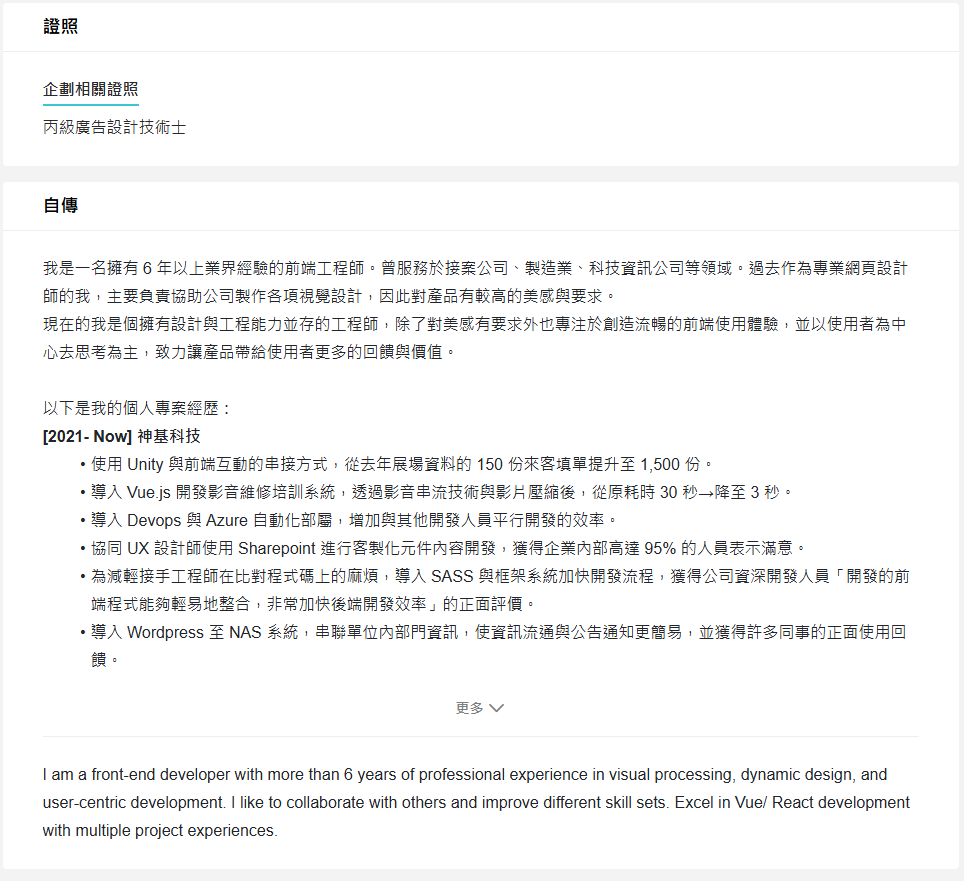 證照
企劃相關證照
丙級廣告設計技術士
自傳
我是一名擁有 6 年以上業界經驗的前端工程師。曾服務於接案公司、製造業、科技資訊公司等領域。過去作為專業網頁設計
師的我，主要負責協助公司製作各項視覺設計，因此對產品有較高的美感與要求。
現在的我是個擁有設計與工程能力並存的工程師，除了對美感有要求外也專注於創造流暢的前端使用體驗，並以使用者為中
心去思考為主，致力讓產品帶給使用者更多的回饋與價值。
以下是我的個人專案經歷：
[2021- Now] 神基科技
• 使用 Unity 與前端互動的串接方式，從去年展場資料的 150 份來客填單提升至 1,500 份。
• 導入 Vue.js 開發影音維修培訓系統，透過影音串流技術與影片壓縮後，從原耗時 30 秒→降至 3 秒。
• 導入 Devops 與 Azure 自動化部屬，增加與其他開發人員平行開發的效率。
• 協同 UX 設計師使用 Sharepoint 進行客製化元件內容開發，獲得企業內部高達 95% 的人員表示滿意。
• 為減輕接手工程師在比對程式碼上的麻煩，導入 SASS 與框架系統加快開發流程，獲得公司資深開發人員「開發的前
端程式能夠輕易地整合，非常加快後端開發效率」的正面評價。
• 導入 Wordpress 至 NAS 系統，串聯單位內部門資訊，使資訊流通與公告通知更簡易，並獲得許多同事的正面使用回
饋。
更多
I am a front-end developer with more than 6 years of professional experience in visual processing, dynamic design, and
user-centric development. I like to collaborate with others and improve different skill sets. Excel in Vue/ React development
with multiple project experiences.